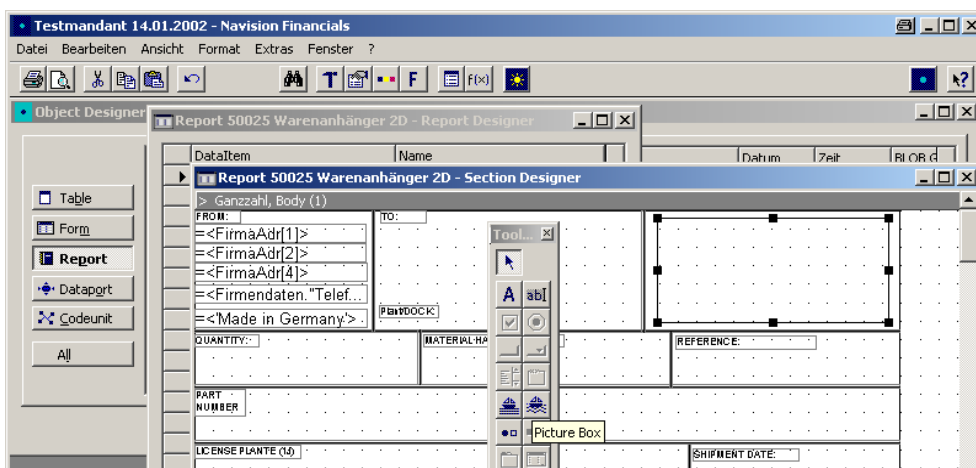 Testmandant 14.01.2002 - Navision Financials
Datei Bearbeiten Ansicht Format Extras Fenster ?
T F f(x) ?
Object Designer
Report 50025 Warenanhänger 2D - Report Designer
DataItem Name Datum Zeit BLOB G
Report 50025 Warenanhänger 2D - Section Designer
> Ganzzahl, Body (1)
Table
Form
Report
Dataport
Codeunit
All
FROM: TO:
=<FirmaAdr[1]>
=<FirmaAdr[2]>
=<FirmaAdr[4]>
=<Firmendaten."Telef...
=<'Made in Germany'>
Plant/DOCK:
Tool...
A abI
Picture Box
QUANTITY: MATERIAL-HA REFERENCE:
PART
NUMBER
LICENSE PLANTE (1J) SHIPMENT DATE: